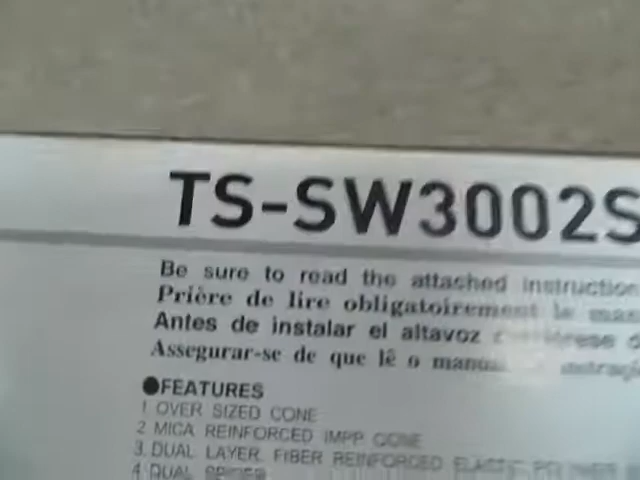 TS-SW3002S
Be sure to read the attached instruction
Prière de lire obligatoirement le
Antes de instalar el altavoz
Assegurar-se de que lê o
●FEATURES
1 OVER SIZED CONE
2 MICA REINFORCED IMPP CONE
3. DUAL LAYER, FIBER REINFORCED ELASTIC POLYMER
4 DUAL SPIDER